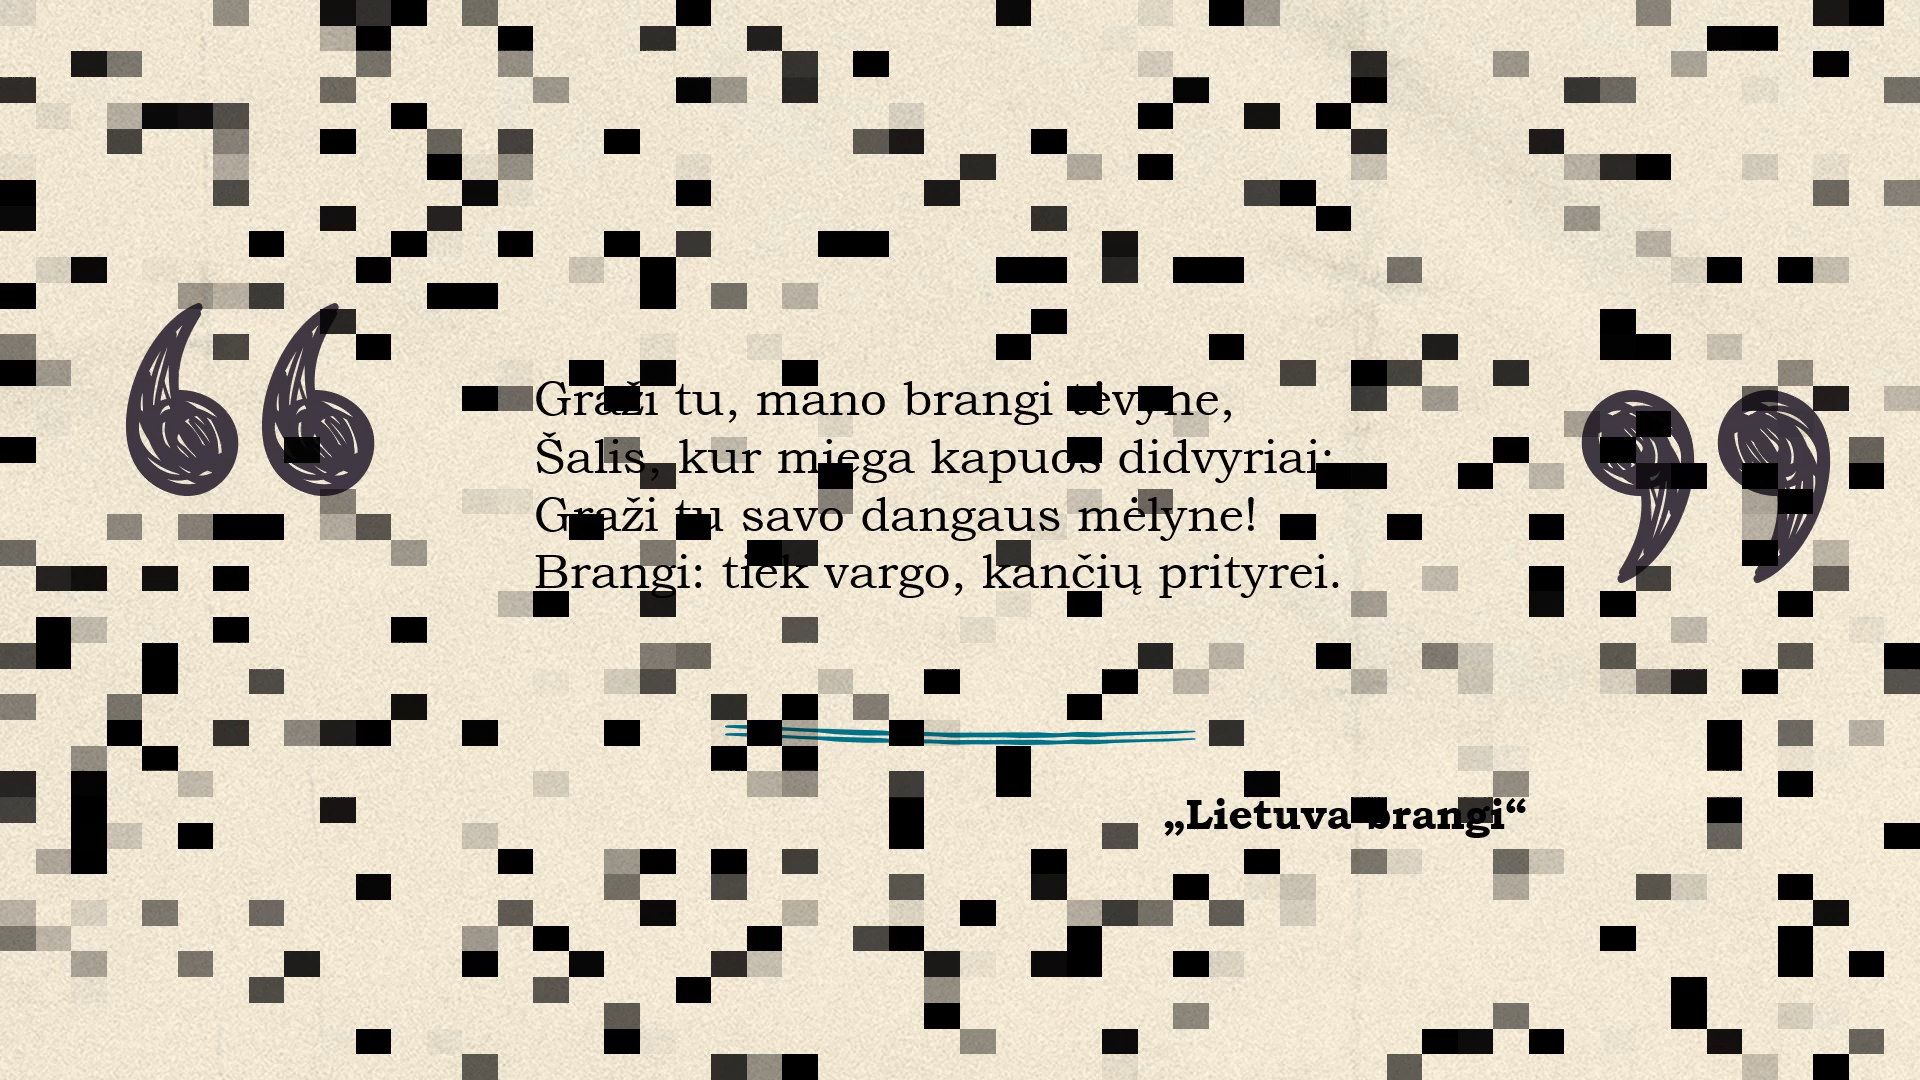 Graži tu, mano brangi tėvyne,
Šalis, kur miega kapuos didvyriai:
Graži tu savo dangaus mėlyne!
Brangi: tiek vargo, kančių prityrei.
„Lietuva brangi“